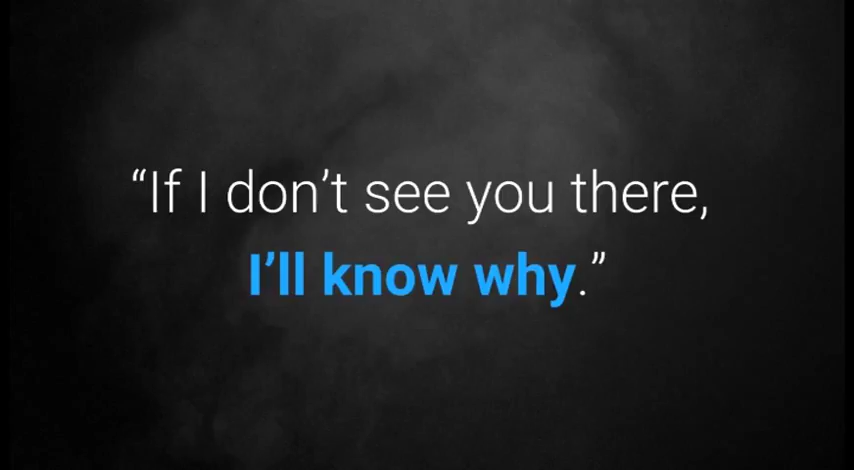 “If I don’t see you there,
I’ll know why.”